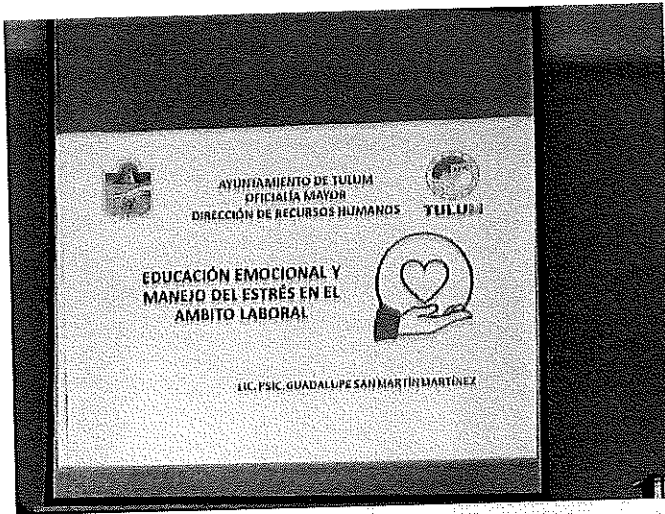 AYUNTAMIENTO DE TULUM
OFICIALÍA MAYOR
DIRECCIÓN DE RECURSOS HUMANOS
TULUM
EDUCACIÓN EMOCIONAL Y
MANEJO DEL ESTRÉS EN EL
AMBITO LABORAL
LIC. PSIC. GUADALUPE SAN MARTÍN MARTÍNEZ